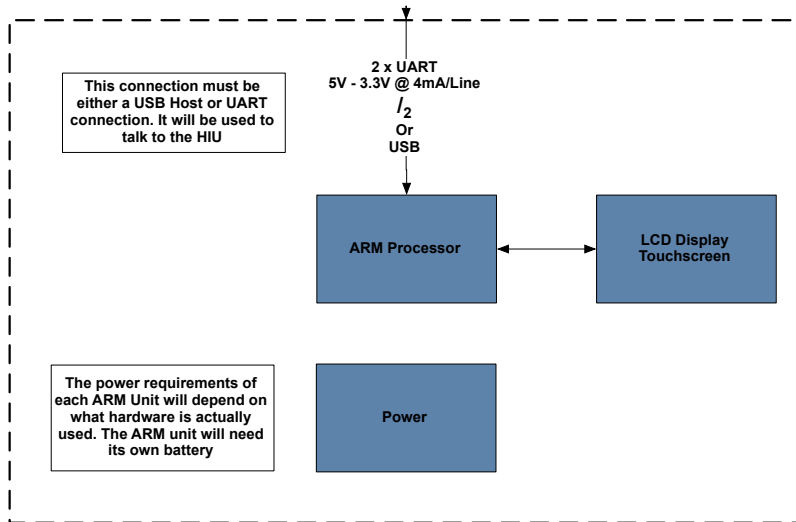 2 x UART
5V - 3.3V @ 4mA/Line
/2
Or
USB
This connection must be
either a USB Host or UART
connection. It will be used to
talk to the HIU
ARM Processor
LCD Display
Touchscreen
The power requirements of
each ARM Unit will depend on
what hardware is actually
used. The ARM unit will need
its own battery
Power